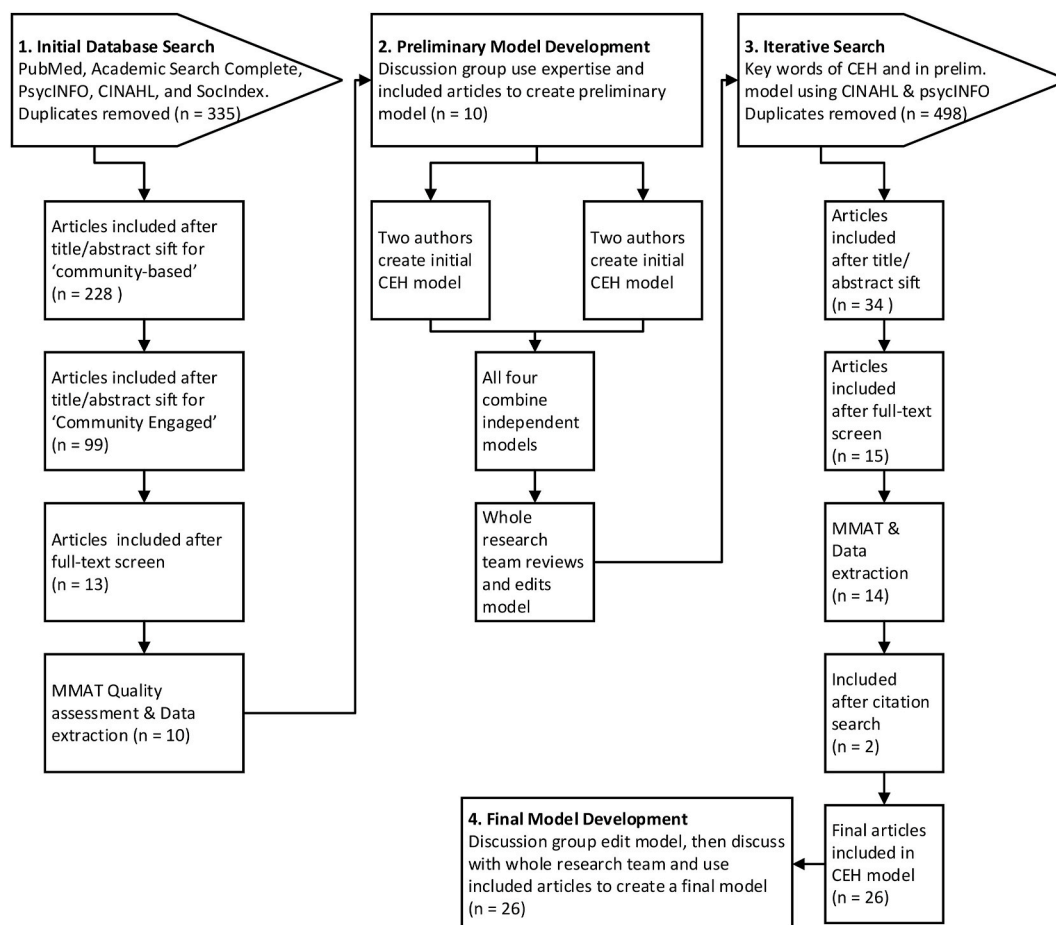 1. Initial Database Search
PubMed, Academic Search Complete,
PsycINFO, CINAHL, and SocIndex.
Duplicates removed (n = 335)
Articles included after
title/abstract sift for
‘community-based’
(n = 228 )
Articles included after
title/abstract sift for
‘Community Engaged’
(n = 99)
Articles  included after
full-text screen
(n = 13)
MMAT Quality
assessment & Data
extraction (n = 10)
2. Preliminary Model Development
Discussion group use expertise and
included articles to create preliminary
model (n = 10)
Two authors
create initial
CEH model
Two authors
create initial
CEH model
All four
combine
independent
models
Whole
research
team reviews
and edits
model
3. Iterative Search
Key words of CEH and in prelim.
model using CINAHL & psycINFO
Duplicates removed (n = 498)
Articles
included
after title/
abstract sift
(n = 34 )
Articles
included
after full-text
screen
(n = 15)
MMAT &
Data
extraction
(n = 14)
Included
after citation
search
(n = 2)
Final articles
included in
CEH model
(n = 26)
4. Final Model Development
Discussion group edit model, then discuss
with whole research team and use
included articles to create a final model
(n = 26)